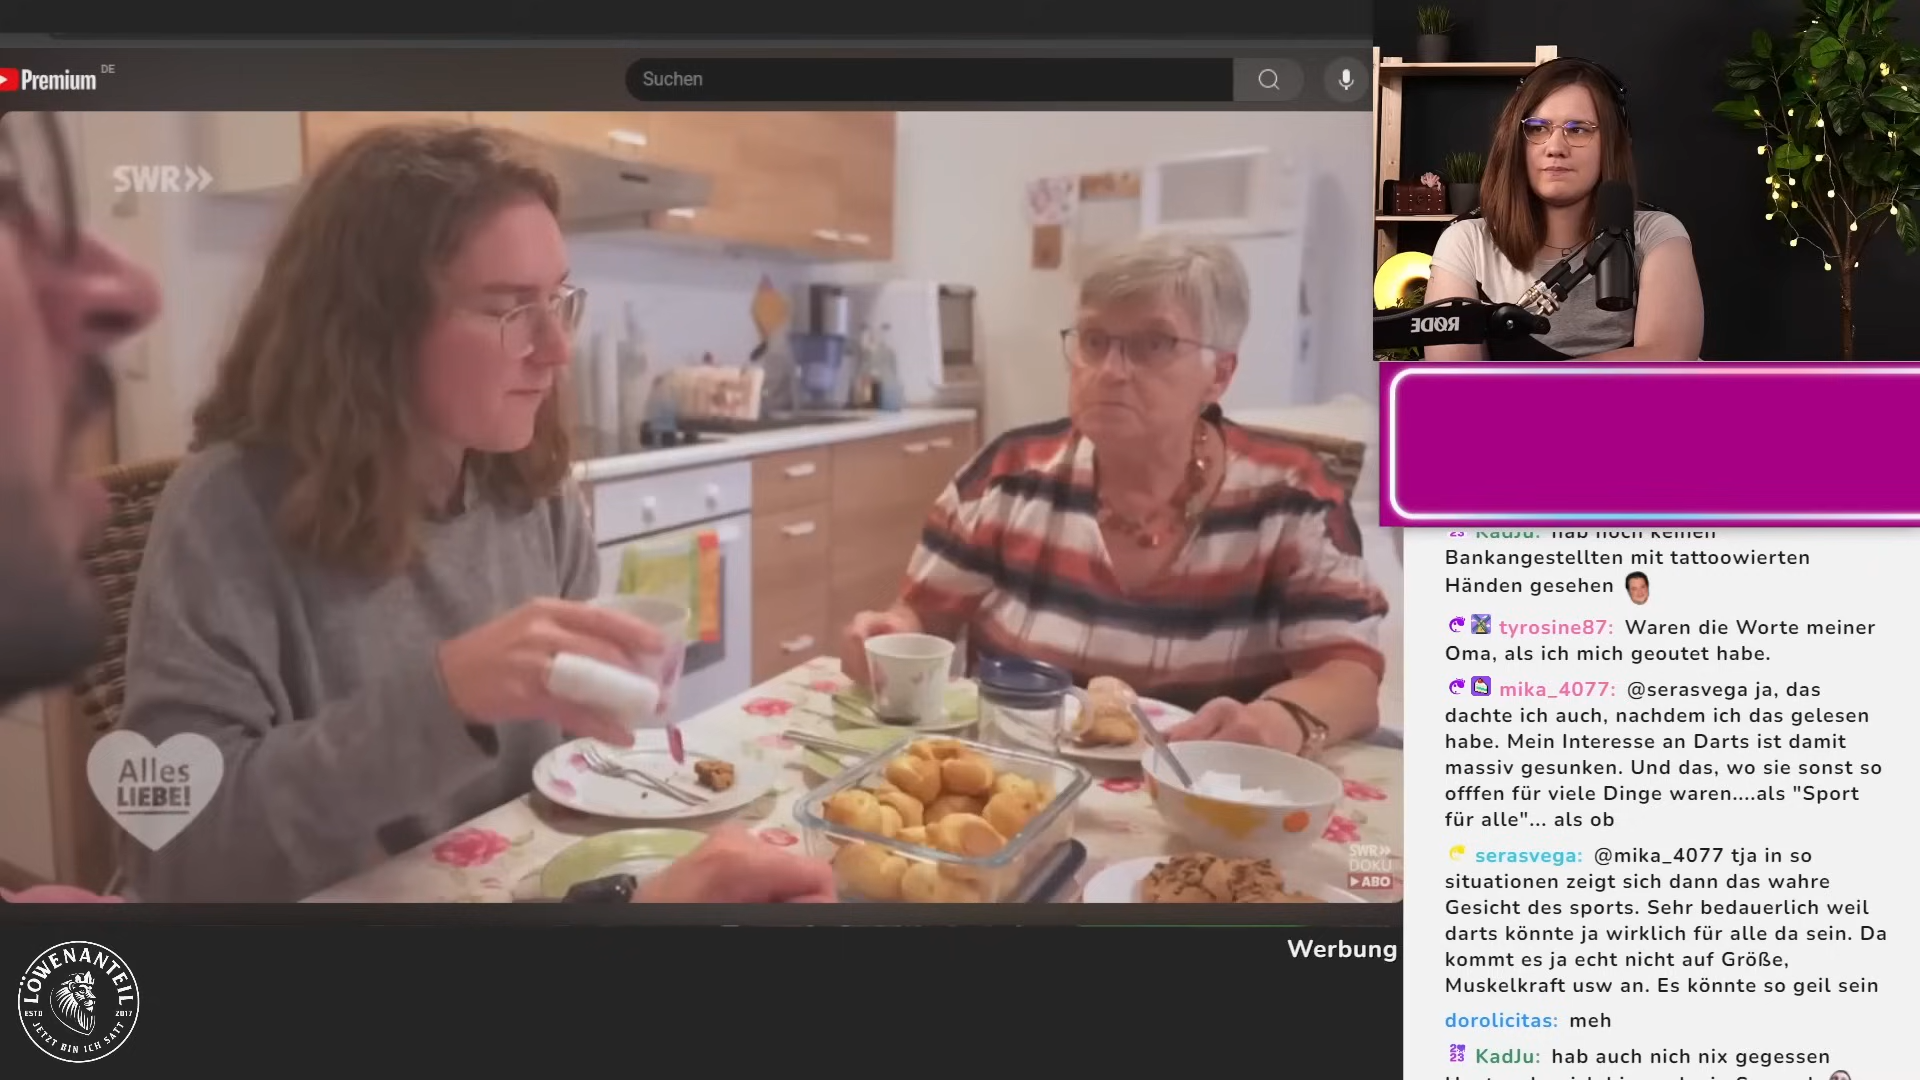 Premium DE
Suchen
SWR»
Alles
LIEBE!
SWR»
DOKU
ABO
RØDE
KadJu: hab noch keinen
Bankangestellten mit tattoowierten
Händen gesehen
tyrosine87: Waren die Worte meiner
Oma, als ich mich geoutet habe.
mika_4077: @serasvega ja, das
dachte ich auch, nachdem ich das gelesen
habe. Mein Interesse an Darts ist damit
massiv gesunken. Und das, wo sie sonst so
offfen für viele Dinge waren....als "Sport
für alle"... als ob
serasvega: @mika_4077 tja in so
situationen zeigt sich dann das wahre
Gesicht des sports. Sehr bedauerlich weil
darts könnte ja wirklich für alle da sein. Da
kommt es ja echt nicht auf Größe,
Muskelkraft usw an. Es könnte so geil sein
dorolicitas: meh
KadJu: hab auch nich nix gegessen
Werbung
LÖWENANTEIL
ESTD 2017
JETZT BIN ICH SATT